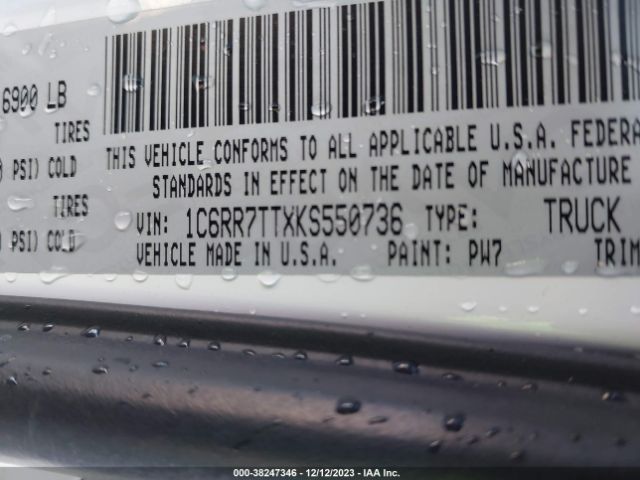 6900 LB
TIRES
PSI) COLD
THIS VEHICLE CONFORMS TO ALL APPLICABLE U.S.A.
STANDARDS IN EFFECT ON THE DATE OF MANUFACTURE
VIN: 1C6RR7TTXKS550736 TYPE: TRUCK
TIRES
PSI) COLD
VEHICLE MADE IN U.S.A. PAINT: PW7 TRIM
000-38247346 - 12/12/2023 - IAA Inc.